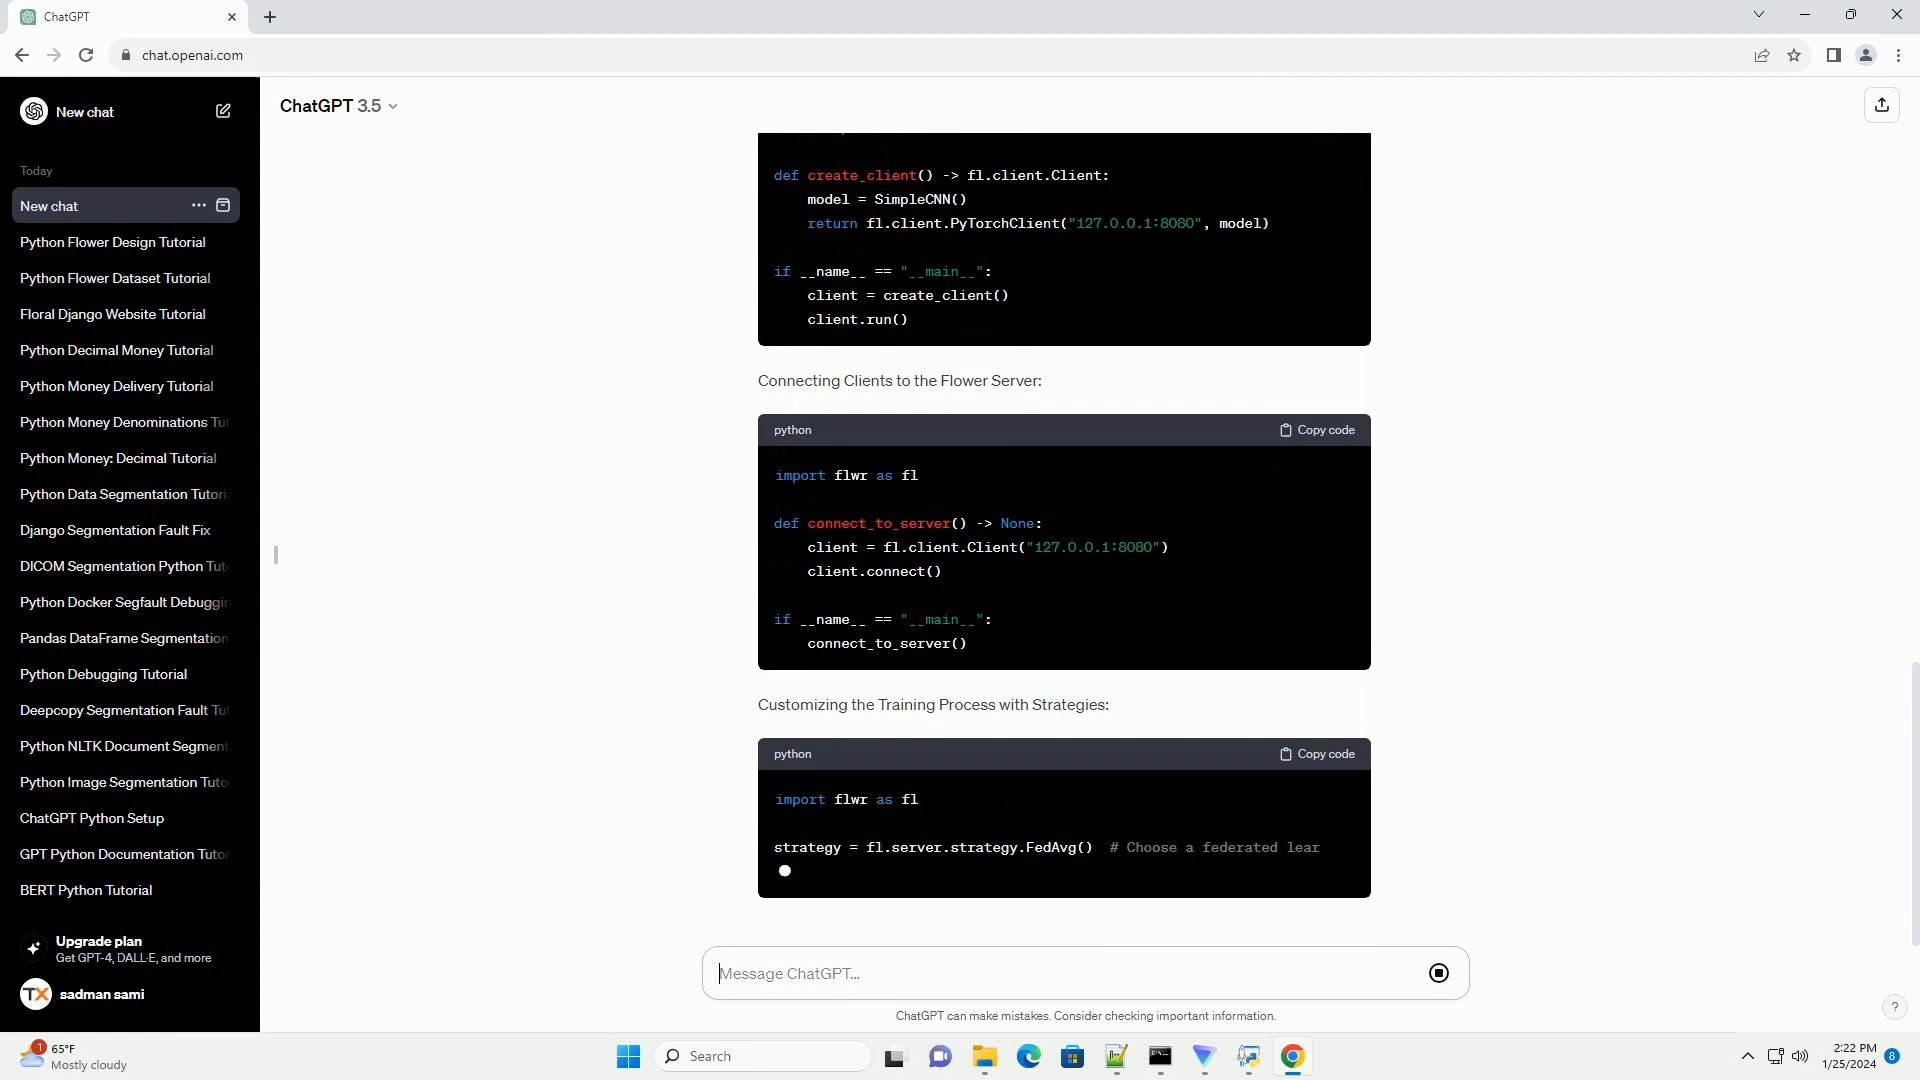 ChatGPT
chat.openai.com
New chat
ChatGPT 3.5
Today
New chat
Python Flower Design Tutorial
Python Flower Dataset Tutorial
Floral Django Website Tutorial
Python Decimal Money Tutorial
Python Money Delivery Tutorial
Python Money Denominations Tut
Python Money: Decimal Tutorial
Python Data Segmentation Tutori
Django Segmentation Fault Fix
DICOM Segmentation Python Tut
Python Docker Segfault Debuggin
Pandas DataFrame Segmentation
Python Debugging Tutorial
Deepcopy Segmentation Fault Tut
Python NLTK Document Segment
Python Image Segmentation Tuto
ChatGPT Python Setup
GPT Python Documentation Tutor
BERT Python Tutorial
Upgrade plan
Get GPT-4, DALL·E, and more
TX
sadman sami
def create_client() -> fl.client.Client:
model = SimpleCNN()
return fl.client.PyTorchClient("127.0.0.1:8080", model)
if __name__ == "__main__":
client = create_client()
client.run()
Connecting Clients to the Flower Server:
python Copy code
import flwr as fl
def connect_to_server() -> None:
client = fl.client.Client("127.0.0.1:8080")
client.connect()
if __name__ == "__main__":
connect_to_server()
Customizing the Training Process with Strategies:
python Copy code
import flwr as fl
strategy = fl.server.strategy.FedAvg() # Choose a federated lear
Message ChatGPT...
ChatGPT can make mistakes. Consider checking important information.
?
1
65°F
Mostly cloudy
Search
2:22 PM
1/25/2024
8